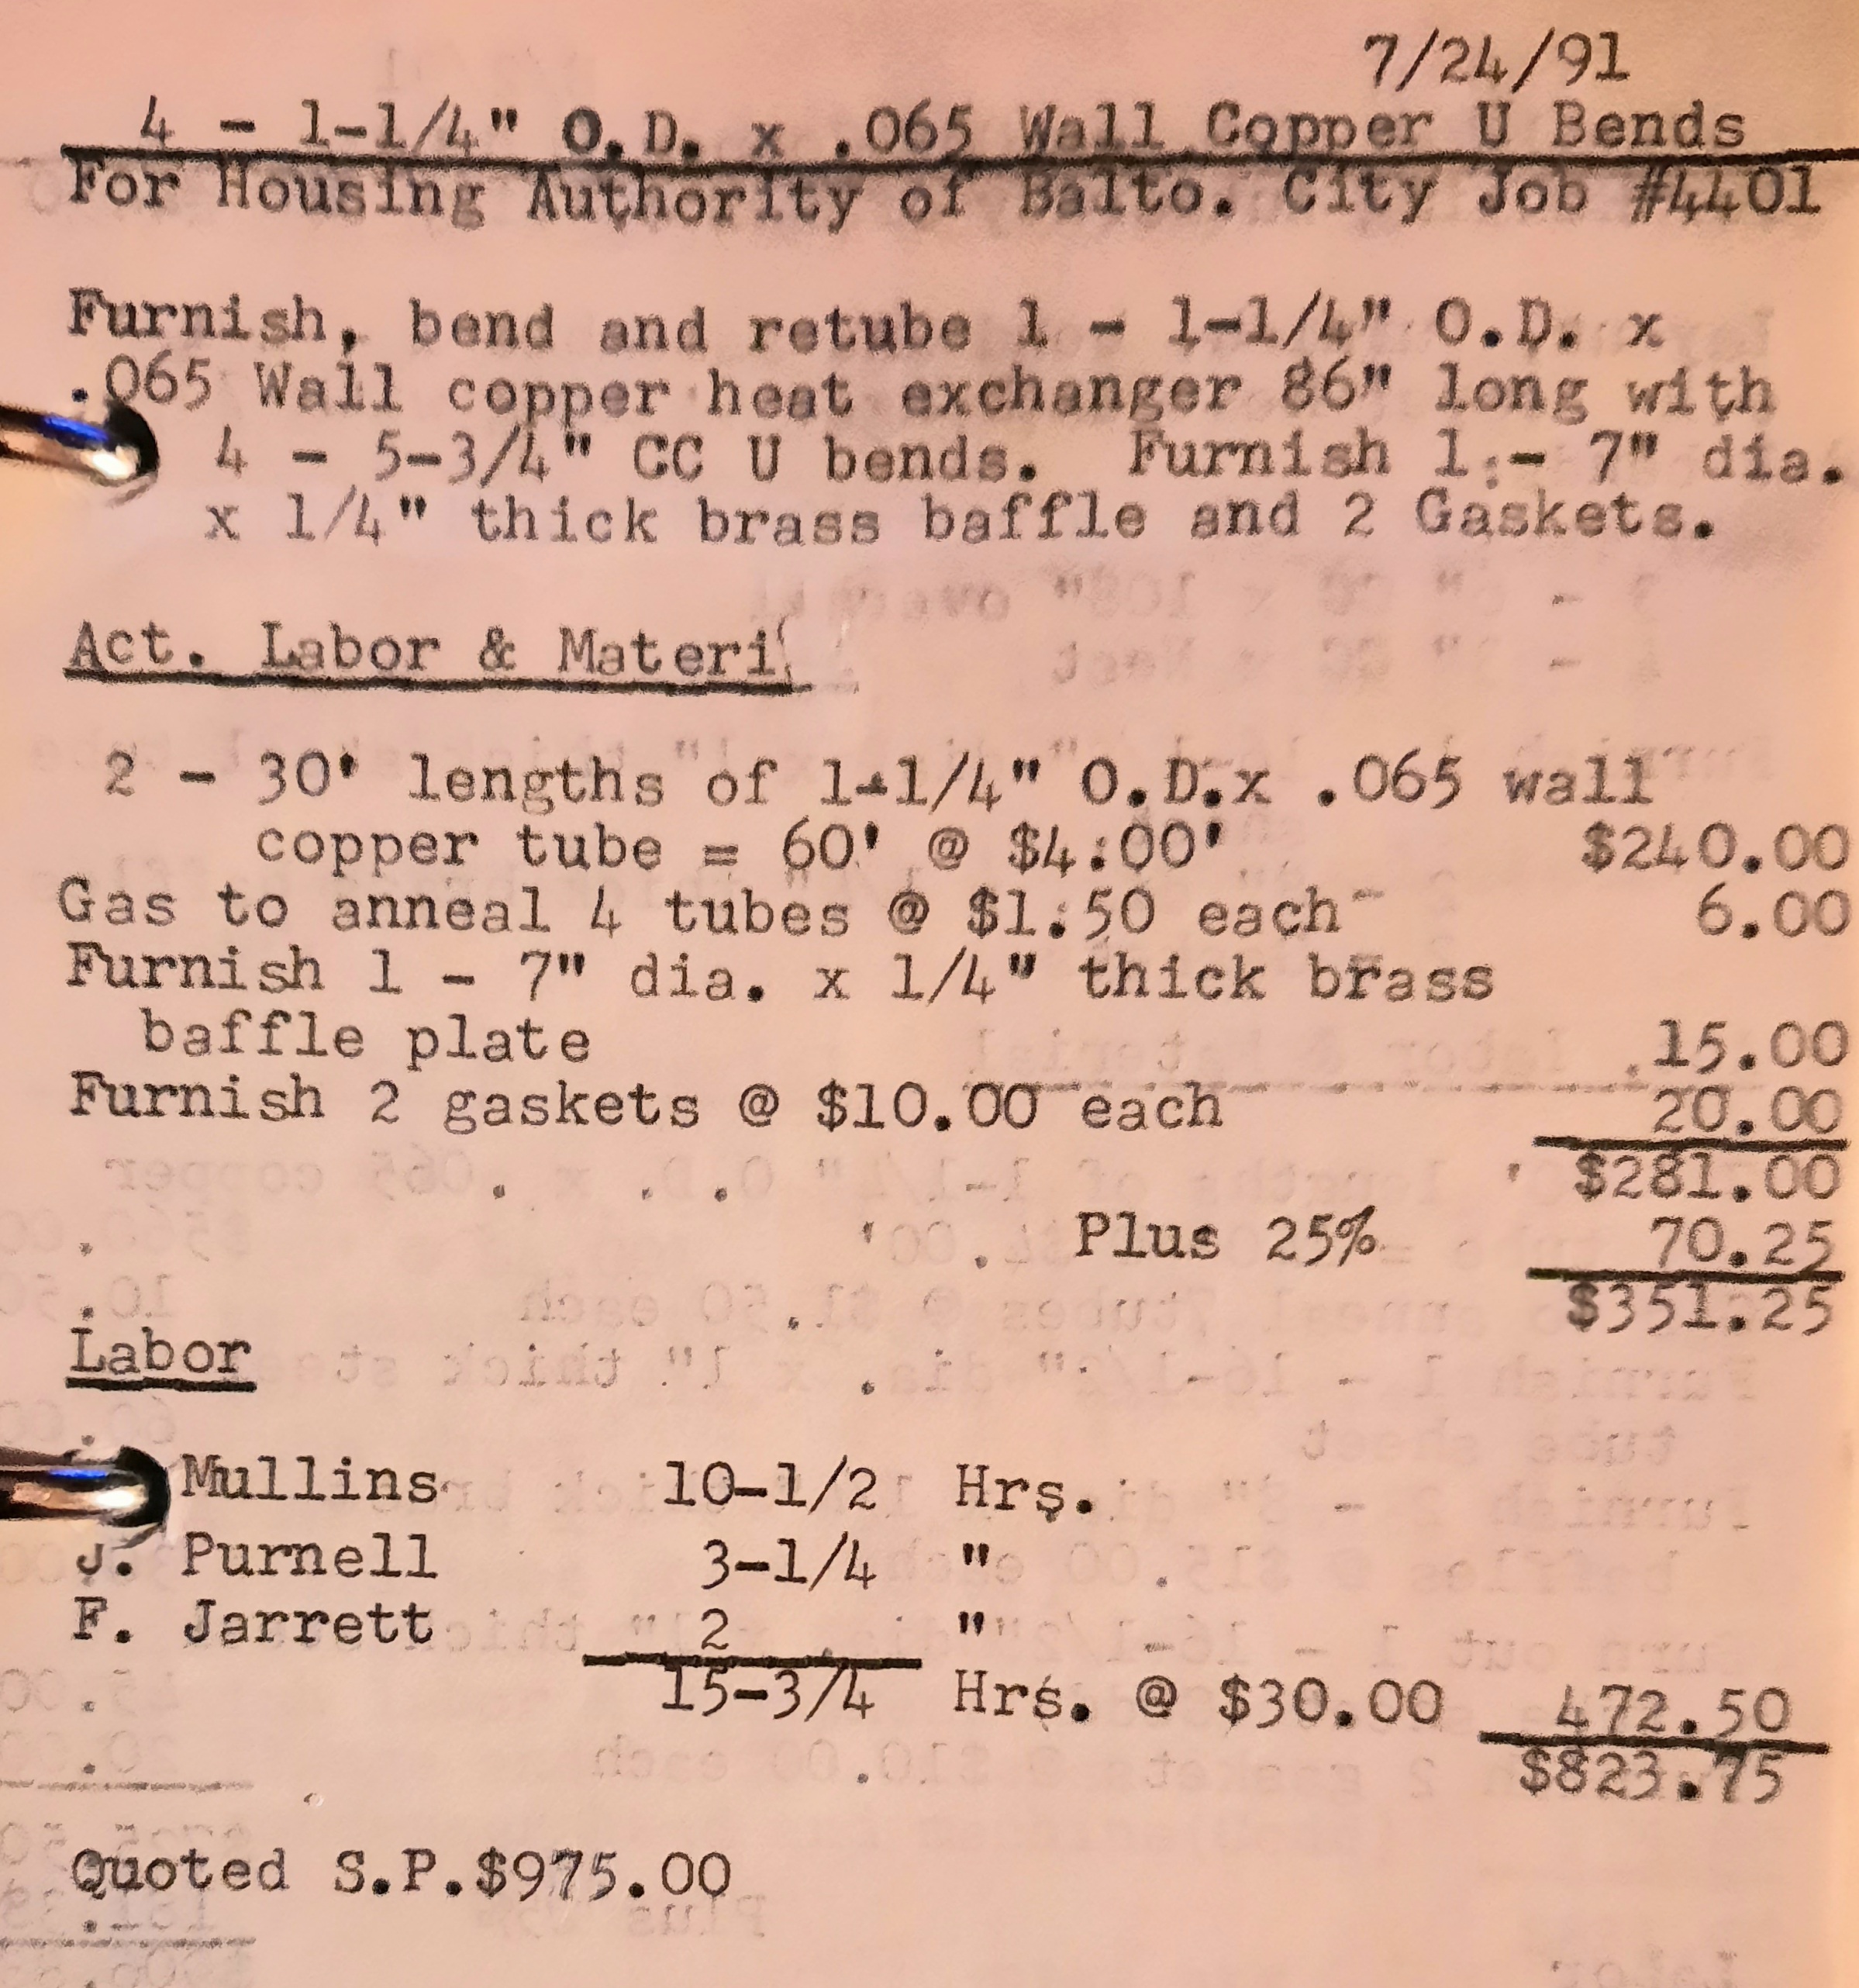 7/24/91
4 - 1-1/4" O.D. x .065 Wall Copper U Bends
For Housing Authority of Balto. City Job #4401
Furnish, bend and retube 1 - 1-1/4" O.D. x
.065 Wall copper heat exchanger 86" long with
4 - 5-3/4" CC U bends. Furnish 1 - 7" dia.
x 1/4" thick brass baffle and 2 Gaskets.
Act. Labor & Materi
2 - 30' lengths of 1-1/4" O.D.x .065 wall
copper tube = 60' @ $4.00' $240.00
Gas to anneal 4 tubes @ $1.50 each 6.00
Furnish 1 - 7" dia. x 1/4" thick brass
baffle plate 15.00
Furnish 2 gaskets @ $10.00 each 20.00
$281.00
Plus 25% 70.25
$351.25
Labor
Mullins 10-1/2 Hrs.
J. Purnell 3-1/4 "
F. Jarrett 2 "
15-3/4 Hrs. @ $30.00 472.50
$823.75
Quoted S.P.$975.00